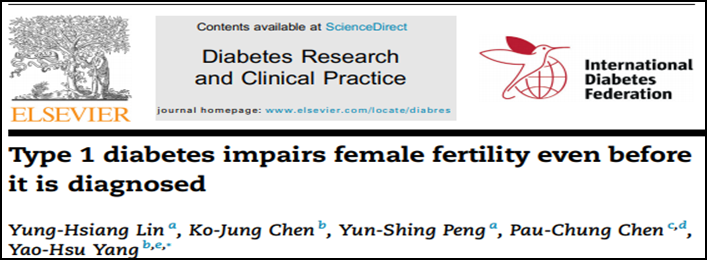 Contents available at ScienceDirect
Diabetes Research
and Clinical Practice
journal homepage: www.elsevier.com/locate/diabres
ELSEVIER
International
Diabetes
Federation
Type 1 diabetes impairs female fertility even before
it is diagnosed
Yung-Hsiang Lin a, Ko-Jung Chen b, Yun-Shing Peng a, Pau-Chung Chen c,d,
Yao-Hsu Yang b,e,*